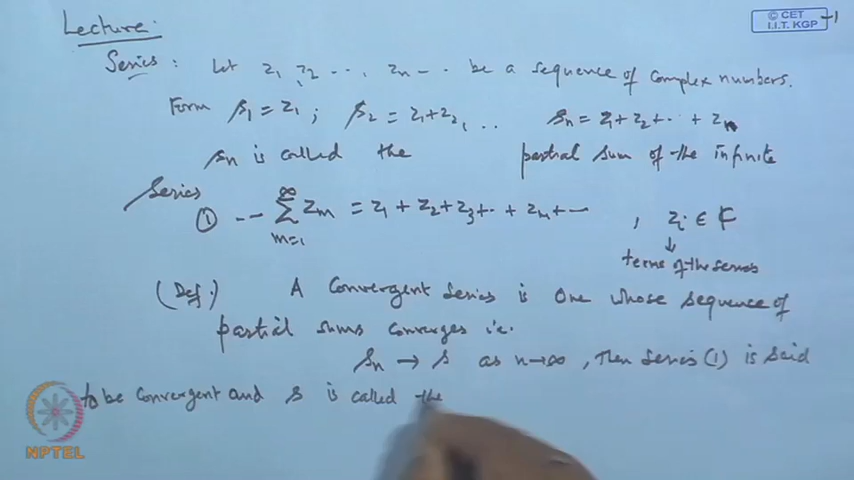 Lecture:
© CET
I.I.T. KGP
Series : Let z1, z2 ..., zn ... be a sequence of Complex numbers.
Form s1 = z1 ; s2 = z1+z2, ... sn = z1+z2+...+zn
sn is called the partial sum of the infinite
Series
① --- ∞∑m=1 zm = z1 + z2 + z3+..+ zm +--- , zi ∈ ₵
↓
terms of the series
(Def) A Convergent Series is one whose sequence of
partial sums converges i.e.
sn → s as n→∞, then series (1) is said
to be convergent and s is called the
NPTEL